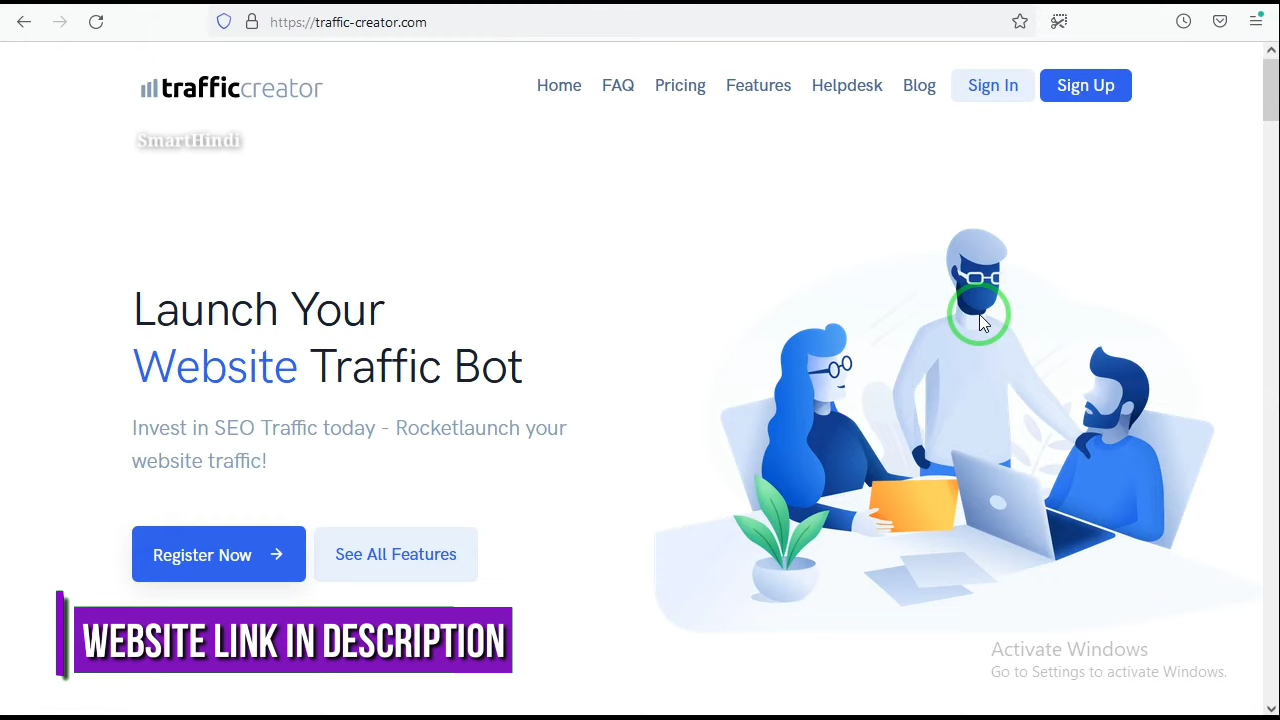 https://traffic-creator.com
trafficcreator
Home FAQ Pricing Features Helpdesk Blog Sign In Sign Up
SmartHindi
Launch Your
Website Traffic Bot
Invest in SEO Traffic today - Rocketlaunch your
website traffic!
Register Now → See All Features
WEBSITE LINK IN DESCRIPTION
Activate Windows
Go to Settings to activate Windows.